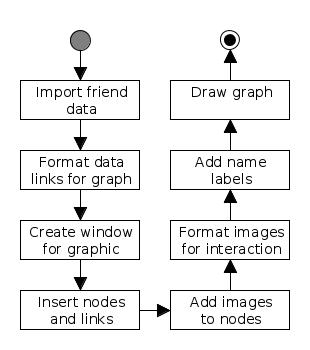 Import friend
data
Format data
links for graph
Create window
for graphic
Insert nodes
and links
Add images
to nodes
Format images
for interaction
Add name
labels
Draw graph